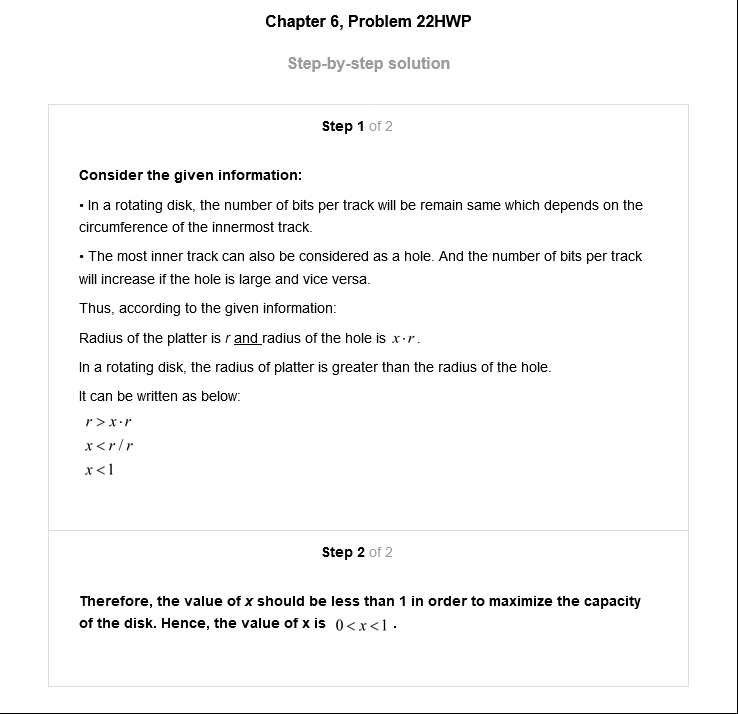 Chapter 6, Problem 22HWP
Step-by-step solution
Step 1 of 2
Consider the given information:
• In a rotating disk, the number of bits per track will be remain same which depends on the
circumference of the innermost track.
• The most inner track can also be considered as a hole. And the number of bits per track
will increase if the hole is large and vice versa.
Thus, according to the given information:
Radius of the platter is r and radius of the hole is x·r.
In a rotating disk, the radius of platter is greater than the radius of the hole.
It can be written as below:
r > x·r
x < r / r
x < 1
Step 2 of 2
Therefore, the value of x should be less than 1 in order to maximize the capacity
of the disk. Hence, the value of x is 0 < x < 1 .